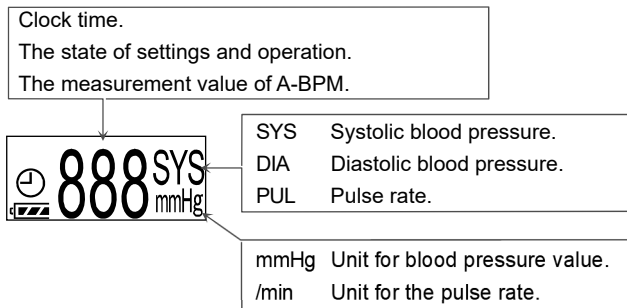 Clock time.
The state of settings and operation.
The measurement value of A-BPM.
SYS Systolic blood pressure.
DIA Diastolic blood pressure.
PUL Pulse rate.
888 SYS
mmHg
mmHg Unit for blood pressure value.
/min Unit for the pulse rate.